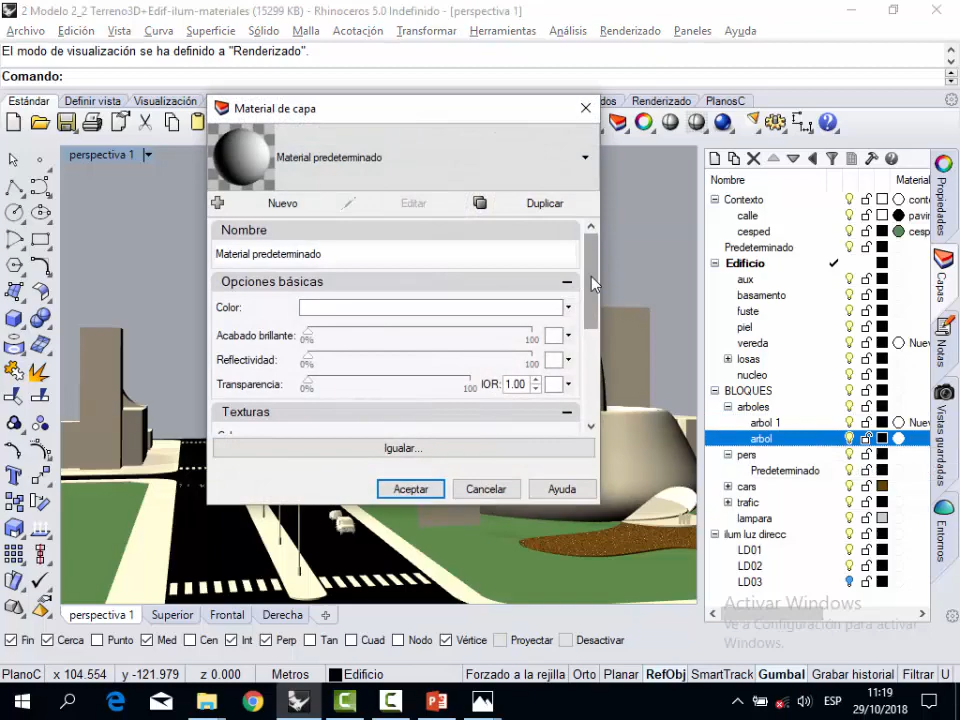 2 Modelo 2_2 Terreno3D+Edif-ilum-materiales (15299 KB) - Rhinoceros 5.0 Indefinido - [perspectiva 1]
Archivo Edición Vista Curva Superficie Sólido Malla Acotación Transformar Herramientas Análisis Renderizado Paneles Ayuda
El modo de visualización se ha definido a "Renderizado".
Comando:
Estándar Definir vista Visualización dos Renderizado PlanosC
perspectiva 1
Material de capa
Material predeterminado
Nuevo Editar Duplicar
Nombre
Material predeterminado
Opciones básicas
Color:
Acabado brillante: 0% 100
Reflectividad: 0% 100
Transparencia: 0% 100 IOR: 1.00
Texturas
Igualar...
Aceptar Cancelar Ayuda
Nombre Material
Contexto cont
calle pavi
cesped cesp
Predeterminado
Edificio
aux
basamento
fuste
piel
vereda Nuev
losas
nucleo
BLOQUES
arboles
arbol 1 Nuev
arbol
pers
Predeterminado
cars
trafic
lampara
ilum luz direcc
LD01
LD02
LD03
Propiedades
Capas
Notas
Vistas guardadas
Entornos
Activar Windows
Ve a Configuración para activar
Windows.
perspectiva 1 Superior Frontal Derecha
Fin Cerca Punto Med Cen Int Perp Tan Cuad Nodo Vértice Proyectar Desactivar
PlanoC x 104.554 y -121.979 z 0.000 Metros Edificio Forzado a la rejilla Orto Planar RefObj SmartTrack Gumbal Grabar historial Filtrar U
ESP
11:19
29/10/2018